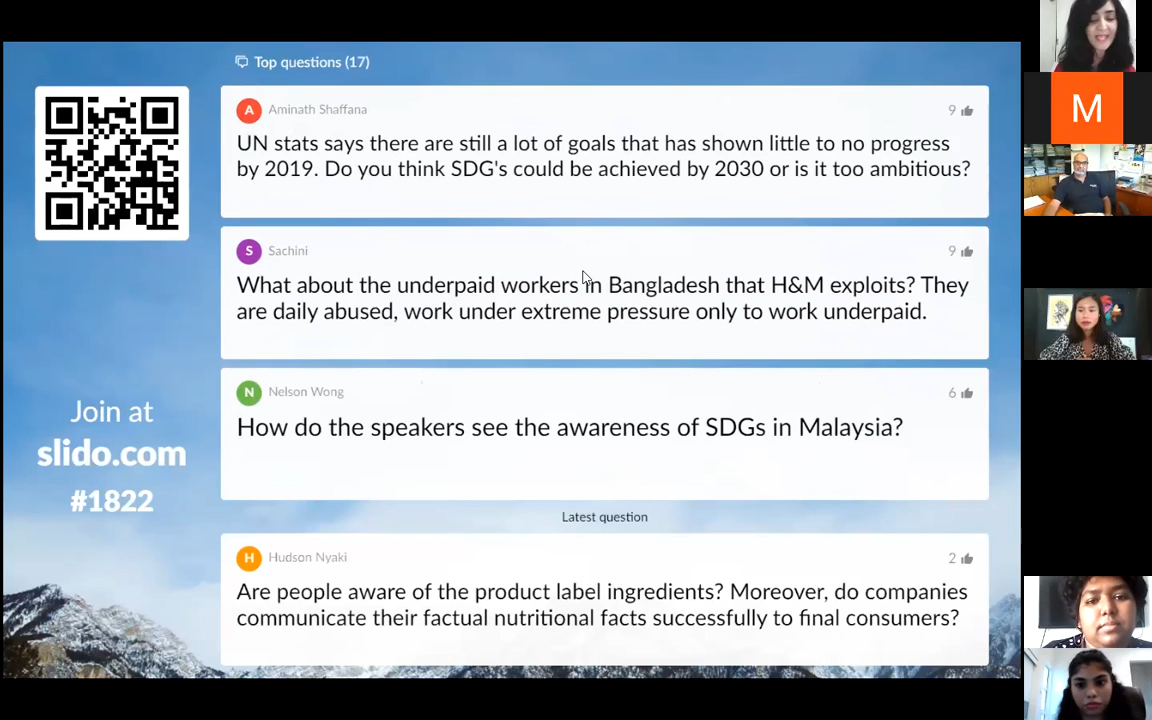 Top questions (17)
A Aminath Shaffana 9
UN stats says there are still a lot of goals that has shown little to no progress
by 2019. Do you think SDG's could be achieved by 2030 or is it too ambitious?
S Sachini 9
What about the underpaid workers in Bangladesh that H&M exploits? They
are daily abused, work under extreme pressure only to work underpaid.
N Nelson Wong 6
How do the speakers see the awareness of SDGs in Malaysia?
Join at
slido.com
#1822
Latest question
H Hudson Nyaki 2
Are people aware of the product label ingredients? Moreover, do companies
communicate their factual nutritional facts successfully to final consumers?
M